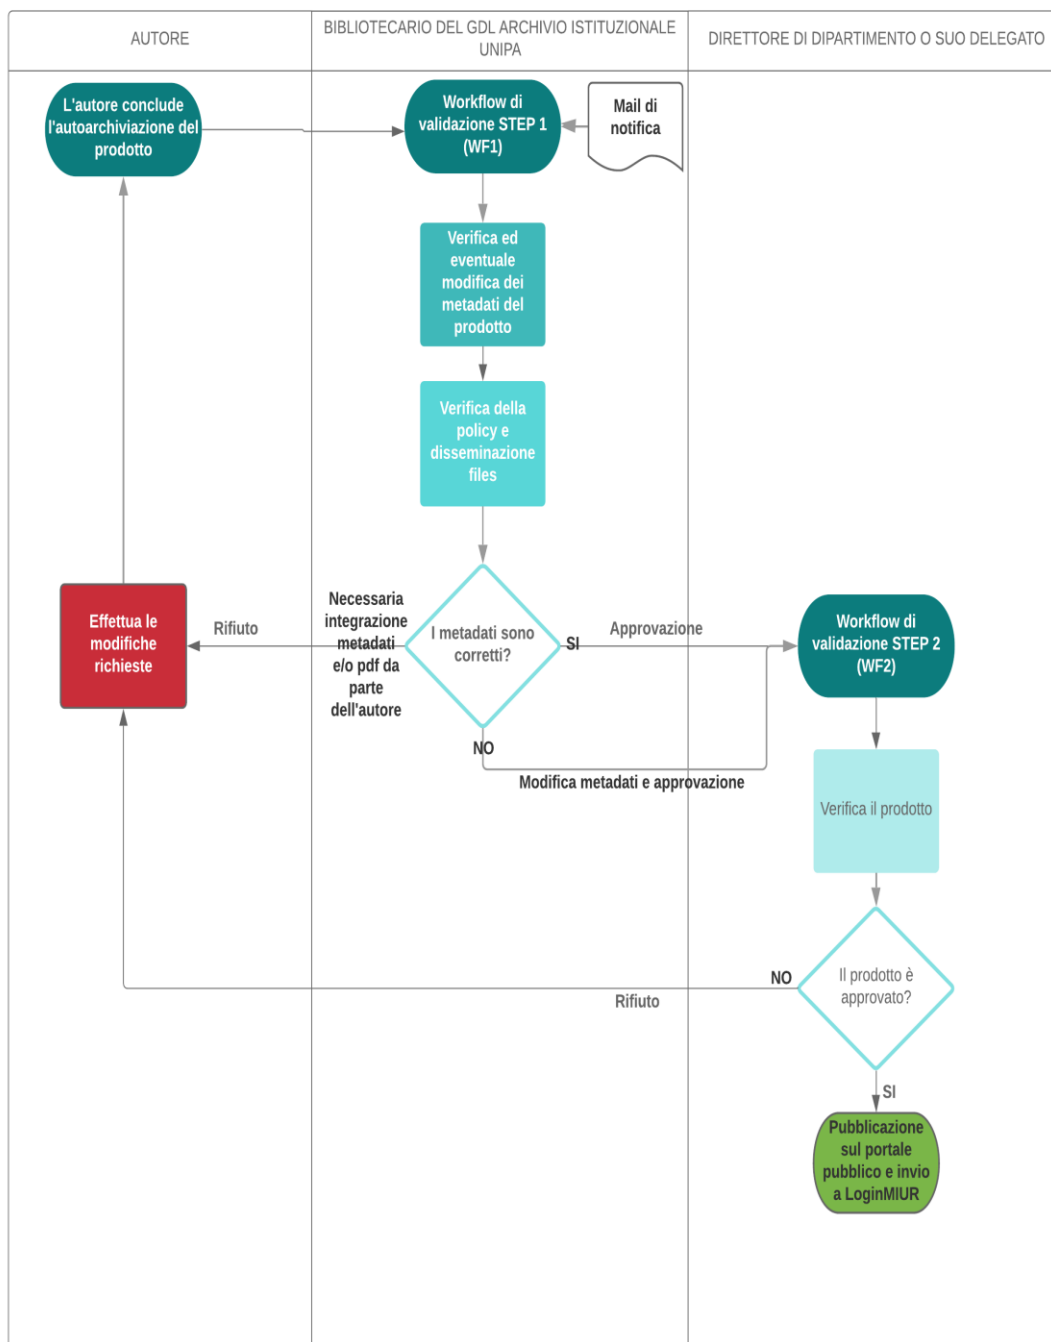 AUTORE
BIBLIOTECARIO DEL GDL ARCHIVIO ISTITUZIONALE
UNIPA
DIRETTORE DI DIPARTIMENTO O SUO DELEGATO
L'autore conclude
l'autoarchiviazione del
prodotto
Workflow di
validazione STEP 1
(WF1)
Mail di
notifica
Verifica ed
eventuale
modifica dei
metadati del
prodotto
Verifica della
policy e
disseminazione
files
Effettua le
modifiche
richieste
Rifiuto
Necessaria
integrazione
metadati
e/o pdf da
parte
dell'autore
I metadati sono
corretti?
SI
Approvazione
Workflow di
validazione STEP 2
(WF2)
NO
Modifica metadati e approvazione
Verifica il prodotto
Il prodotto è
approvato?
NO
Rifiuto
SI
Pubblicazione
sul portale
pubblico e invio
a LoginMIUR